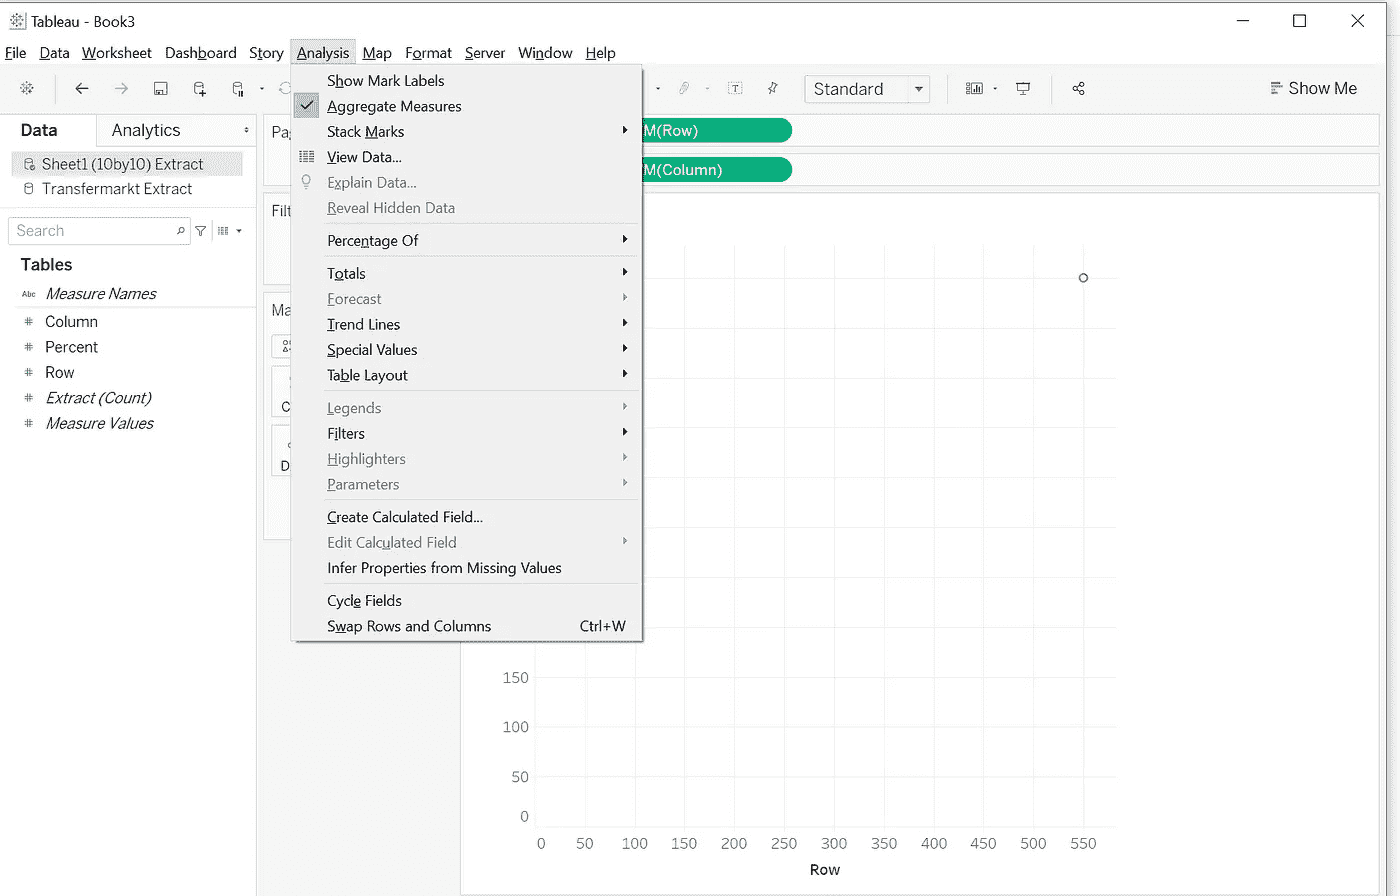 Tableau - Book3
File Data Worksheet Dashboard Story Analysis Map Format Server Window Help
Standard
Show Me
Data Analytics
Sheet1 (10by10) Extract
Transfermarkt Extract
Search
Tables
Abc Measure Names
# Column
# Percent
# Row
# Extract (Count)
# Measure Values
Pa
Filt
Ma
C
D
Show Mark Labels
Aggregate Measures
Stack Marks
View Data...
Explain Data...
Reveal Hidden Data
Percentage Of
Totals
Forecast
Trend Lines
Special Values
Table Layout
Legends
Filters
Highlighters
Parameters
Create Calculated Field...
Edit Calculated Field
Infer Properties from Missing Values
Cycle Fields
Swap Rows and Columns Ctrl+W
M(Row)
M(Column)
150
100
50
0
0 50 100 150 200 250 300 350 400 450 500 550
Row